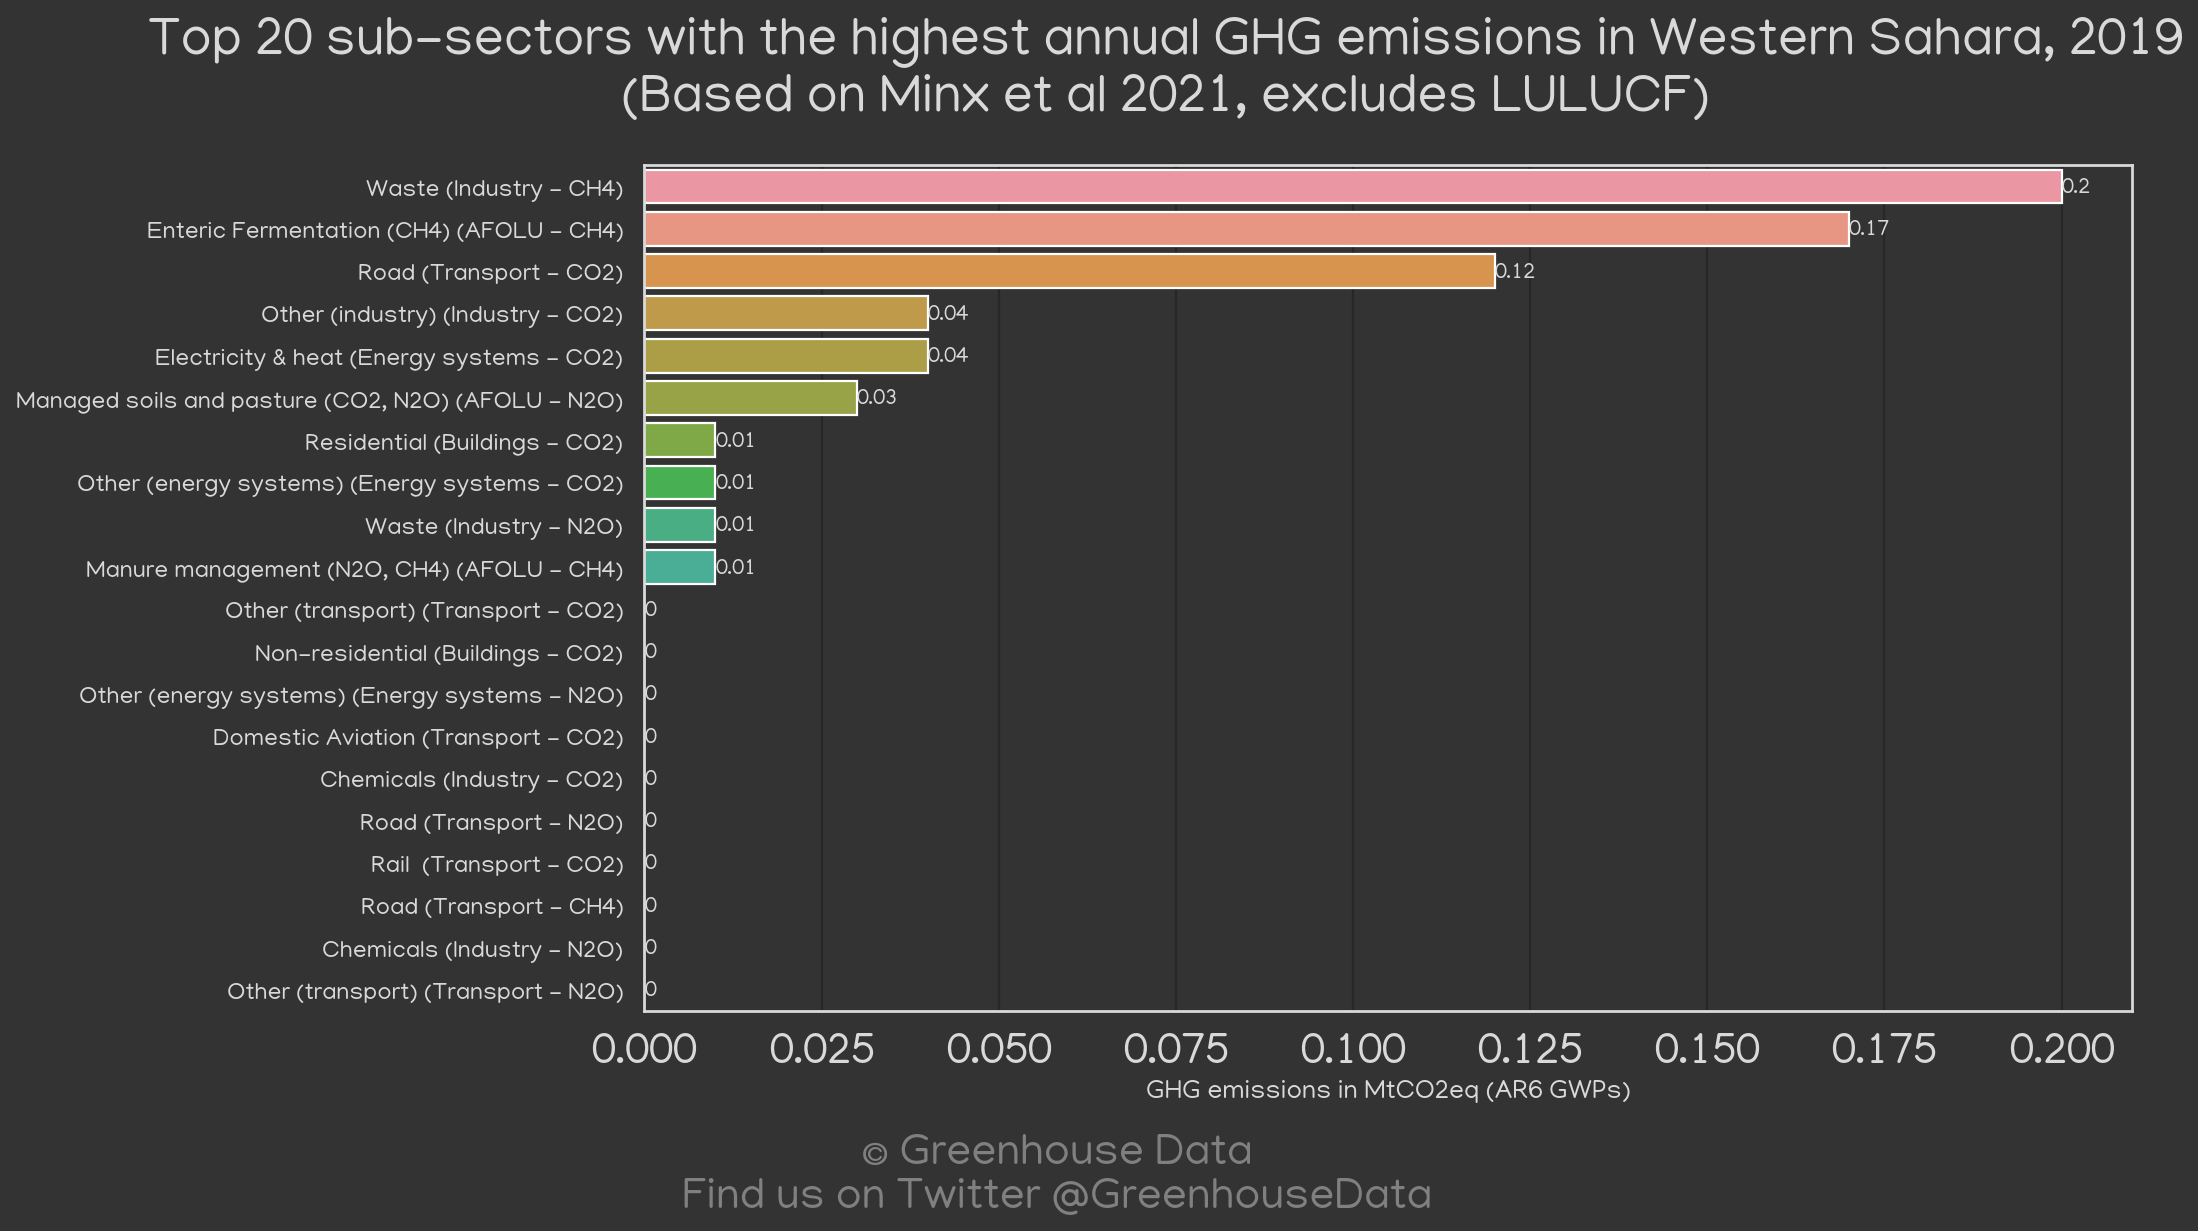 Top 20 sub-sectors with the highest annual GHG emissions in Western Sahara, 2019
(Based on Minx et al 2021, excludes LULUCF)
Waste (Industry - CH4) 0.2
Enteric Fermentation (CH4) (AFOLU - CH4) 0.17
Road (Transport - CO2) 0.12
Other (industry) (Industry - CO2) 0.04
Electricity & heat (Energy systems - CO2) 0.04
Managed soils and pasture (CO2, N2O) (AFOLU - N2O) 0.03
Residential (Buildings - CO2) 0.01
Other (energy systems) (Energy systems - CO2) 0.01
Waste (Industry - N2O) 0.01
Manure management (N2O, CH4) (AFOLU - CH4) 0.01
Other (transport) (Transport - CO2) 0
Non-residential (Buildings - CO2) 0
Other (energy systems) (Energy systems - N2O) 0
Domestic Aviation (Transport - CO2) 0
Chemicals (Industry - CO2) 0
Road (Transport - N2O) 0
Rail (Transport - CO2) 0
Road (Transport - CH4) 0
Chemicals (Industry - N2O) 0
Other (transport) (Transport - N2O) 0
0.000 0.025 0.050 0.075 0.100 0.125 0.150 0.175 0.200
GHG emissions in MtCO2eq (AR6 GWPs)
© Greenhouse Data
Find us on Twitter @GreenhouseData